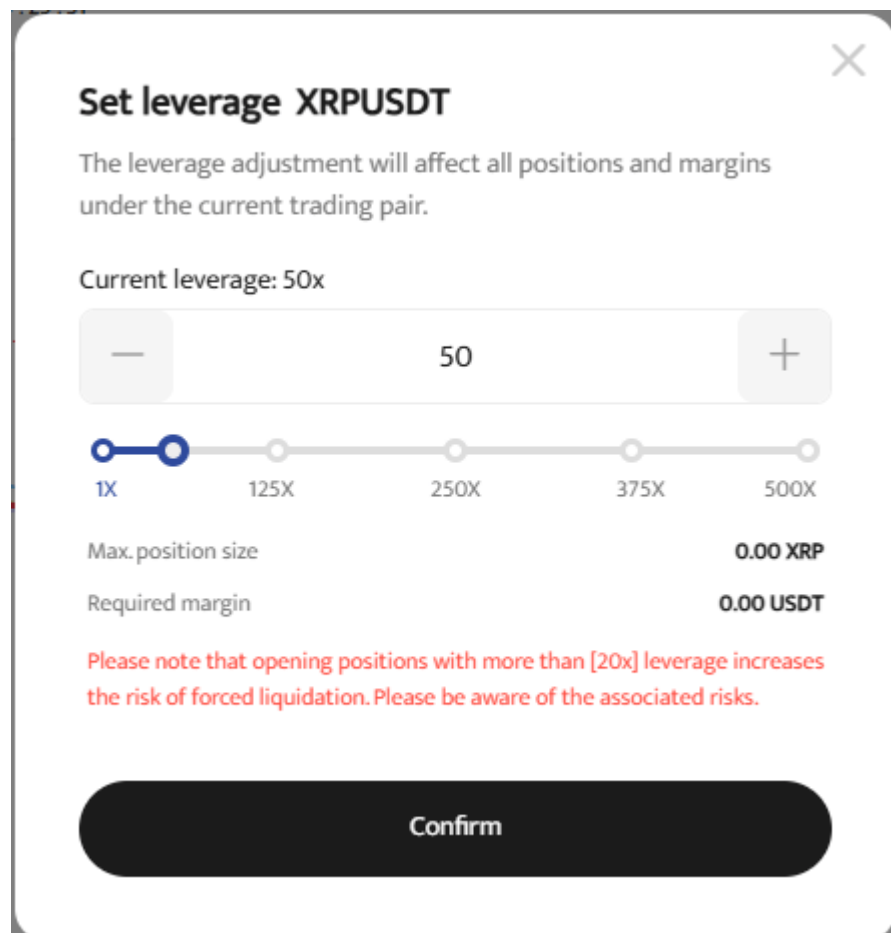 Set leverage XRPUSDT
The leverage adjustment will affect all positions and margins
under the current trading pair.
Current leverage: 50x
50
1X 125X 250X 375X 500X
Max. position size 0.00 XRP
Required margin 0.00 USDT
Please note that opening positions with more than [20x] leverage increases
the risk of forced liquidation. Please be aware of the associated risks.
Confirm